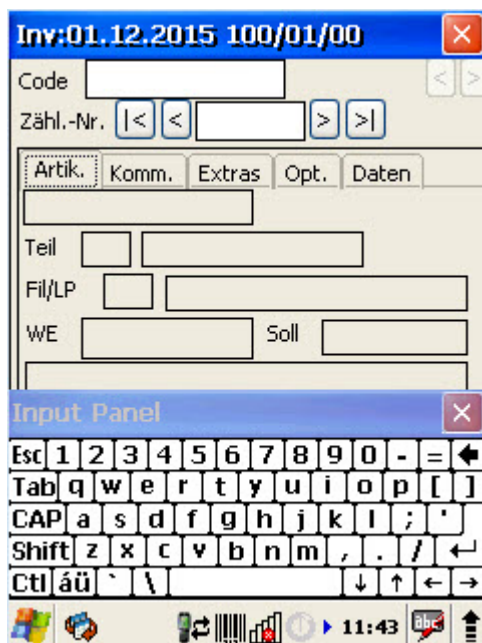 Inv:01.12.2015 100/01/00
Code < >
Zähl.-Nr. |< < > >|
Artik. Komm. Extras Opt. Daten
Teil
Fil/LP
WE Soll
Input Panel
Esc 1 2 3 4 5 6 7 8 9 0 - =
Tab q w e r t y u i o p [ ]
CAP a s d f g h j k l ; '
Shift z x c v b n m , . /
Ctl áü ` \
11:43 abc